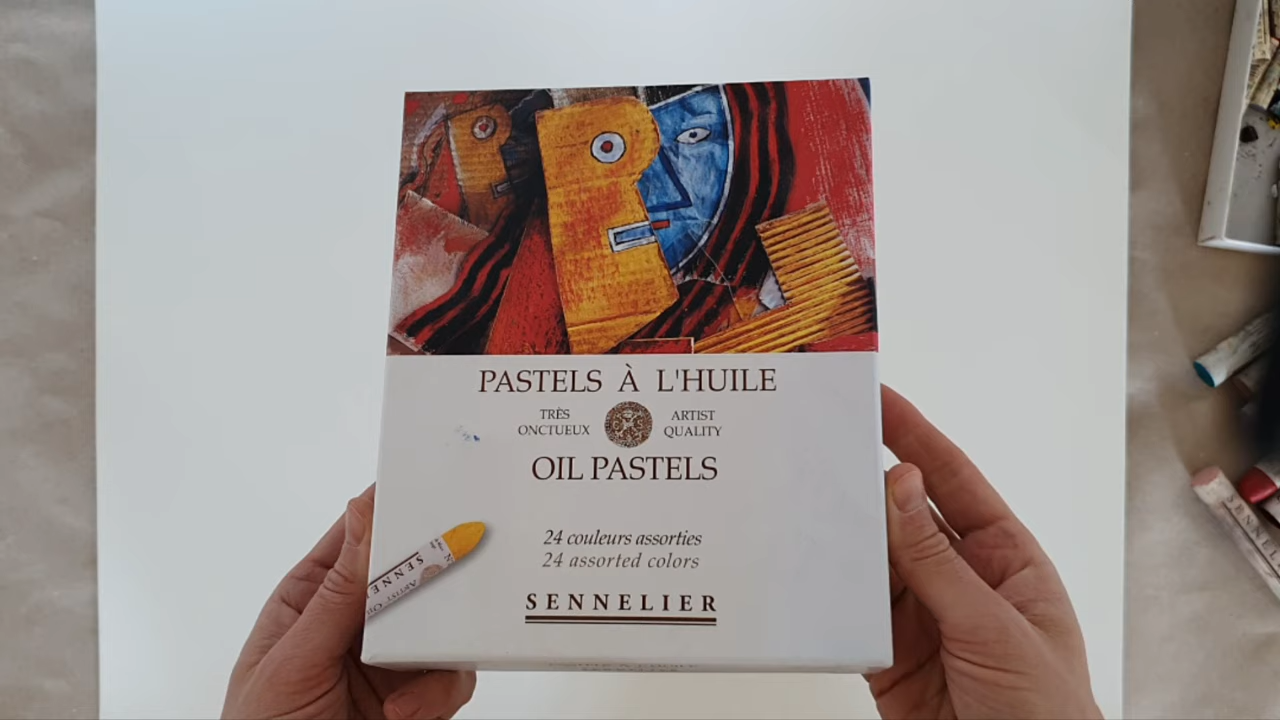 PASTELS À L'HUILE
TRÈS ONCTUEUX
ARTIST QUALITY
OIL PASTELS
24 couleurs assorties
24 assorted colors
SENNELIER